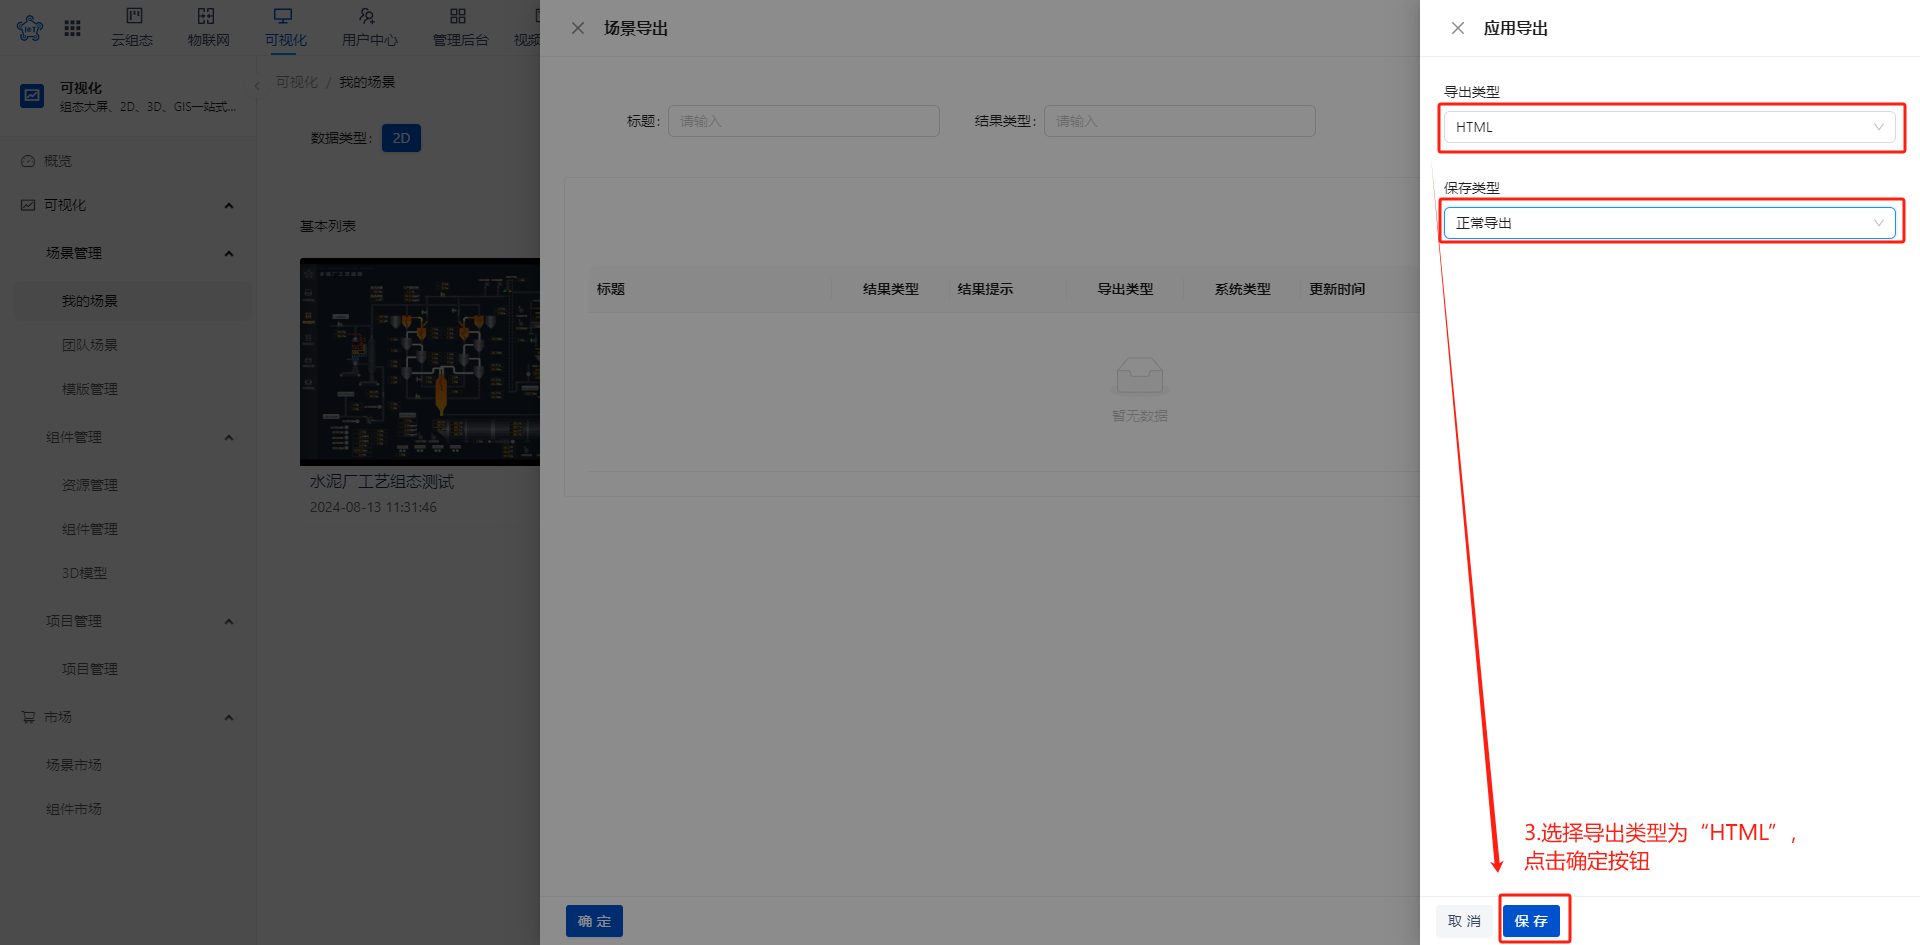 云组态
物联网
可视化
用户中心
管理后台
视频
可视化
组态大屏、2D、3D、GIS一站式...
概览
可视化
场景管理
我的场景
团队场景
模版管理
组件管理
资源管理
组件管理
3D模型
项目管理
项目管理
市场
场景市场
组件市场
可视化 / 我的场景
数据类型: 2D
基本列表
水泥厂工艺组态测试
2024-08-13 11:31:46
场景导出
标题: 请输入 结果类型: 请输入
标题 结果类型 结果提示 导出类型 系统类型 更新时间
暂无数据
确 定
应用导出
导出类型
HTML
保存类型
正常导出
3.选择导出类型为“HTML”,
点击确定按钮
取 消 保 存